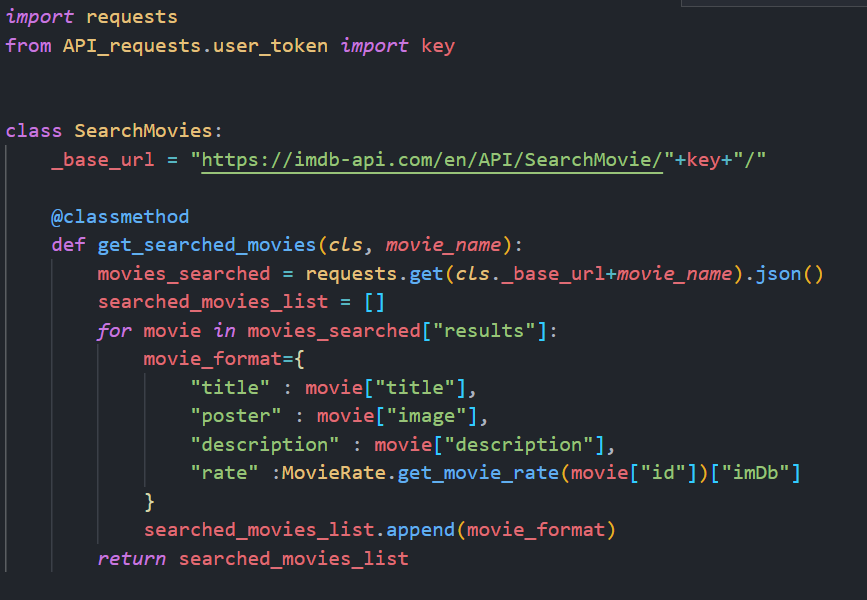 import requests
from API_requests.user_token import key
class SearchMovies:
    _base_url = "https://imdb-api.com/en/API/SearchMovie/"+key+"/"
    @classmethod
    def get_searched_movies(cls, movie_name):
        movies_searched = requests.get(cls._base_url+movie_name).json()
        searched_movies_list = []
        for movie in movies_searched["results"]:
            movie_format={
                "title" : movie["title"],
                "poster" : movie["image"],
                "description" : movie["description"],
                "rate" :MovieRate.get_movie_rate(movie["id"])["imDb"]
            }
            searched_movies_list.append(movie_format)
        return searched_movies_list